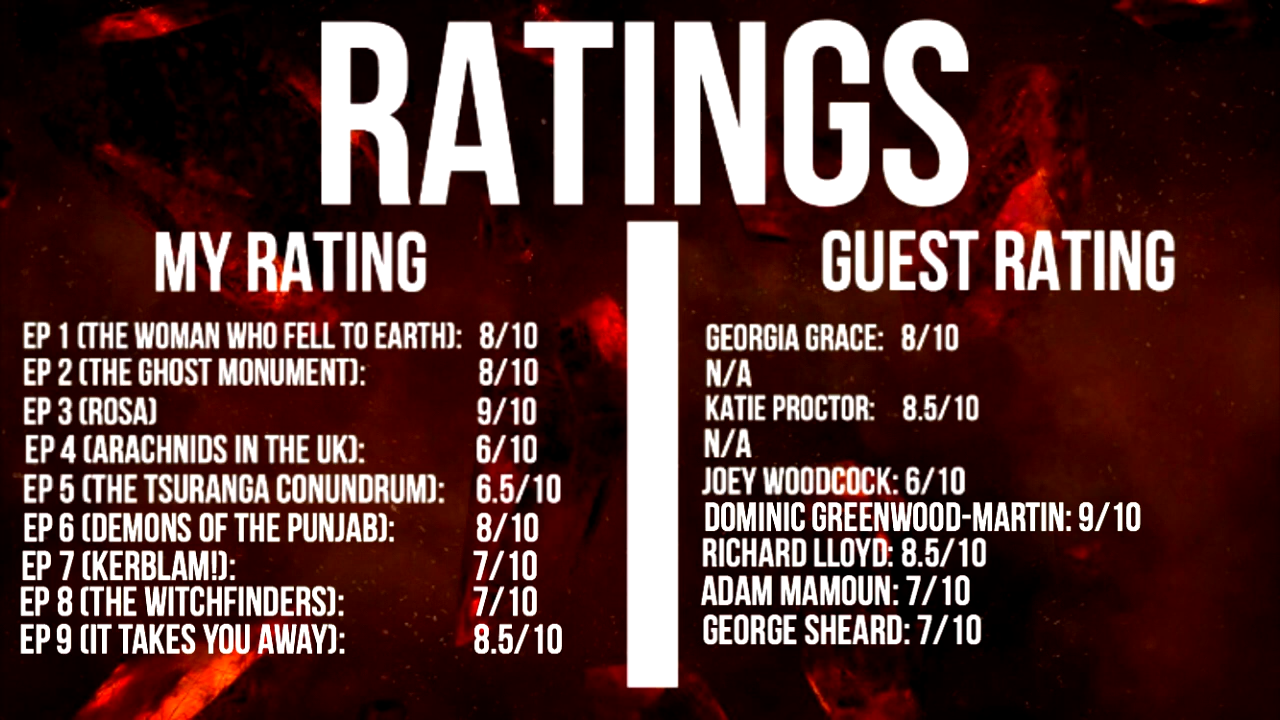 RATINGS
MY RATING
EP 1 (THE WOMAN WHO FELL TO EARTH): 8/10
EP 2 (THE GHOST MONUMENT): 8/10
EP 3 (ROSA) 9/10
EP 4 (ARACHNIDS IN THE UK): 6/10
EP 5 (THE TSURANGA CONUNDRUM): 6.5/10
EP 6 (DEMONS OF THE PUNJAB): 8/10
EP 7 (KERBLAM!): 7/10
EP 8 (THE WITCHFINDERS): 7/10
EP 9 (IT TAKES YOU AWAY): 8.5/10
GUEST RATING
GEORGIA GRACE: 8/10
N/A
KATIE PROCTOR: 8.5/10
N/A
JOEY WOODCOCK: 6/10
DOMINIC GREENWOOD-MARTIN: 9/10
RICHARD LLOYD: 8.5/10
ADAM MAMOUN: 7/10
GEORGE SHEARD: 7/10